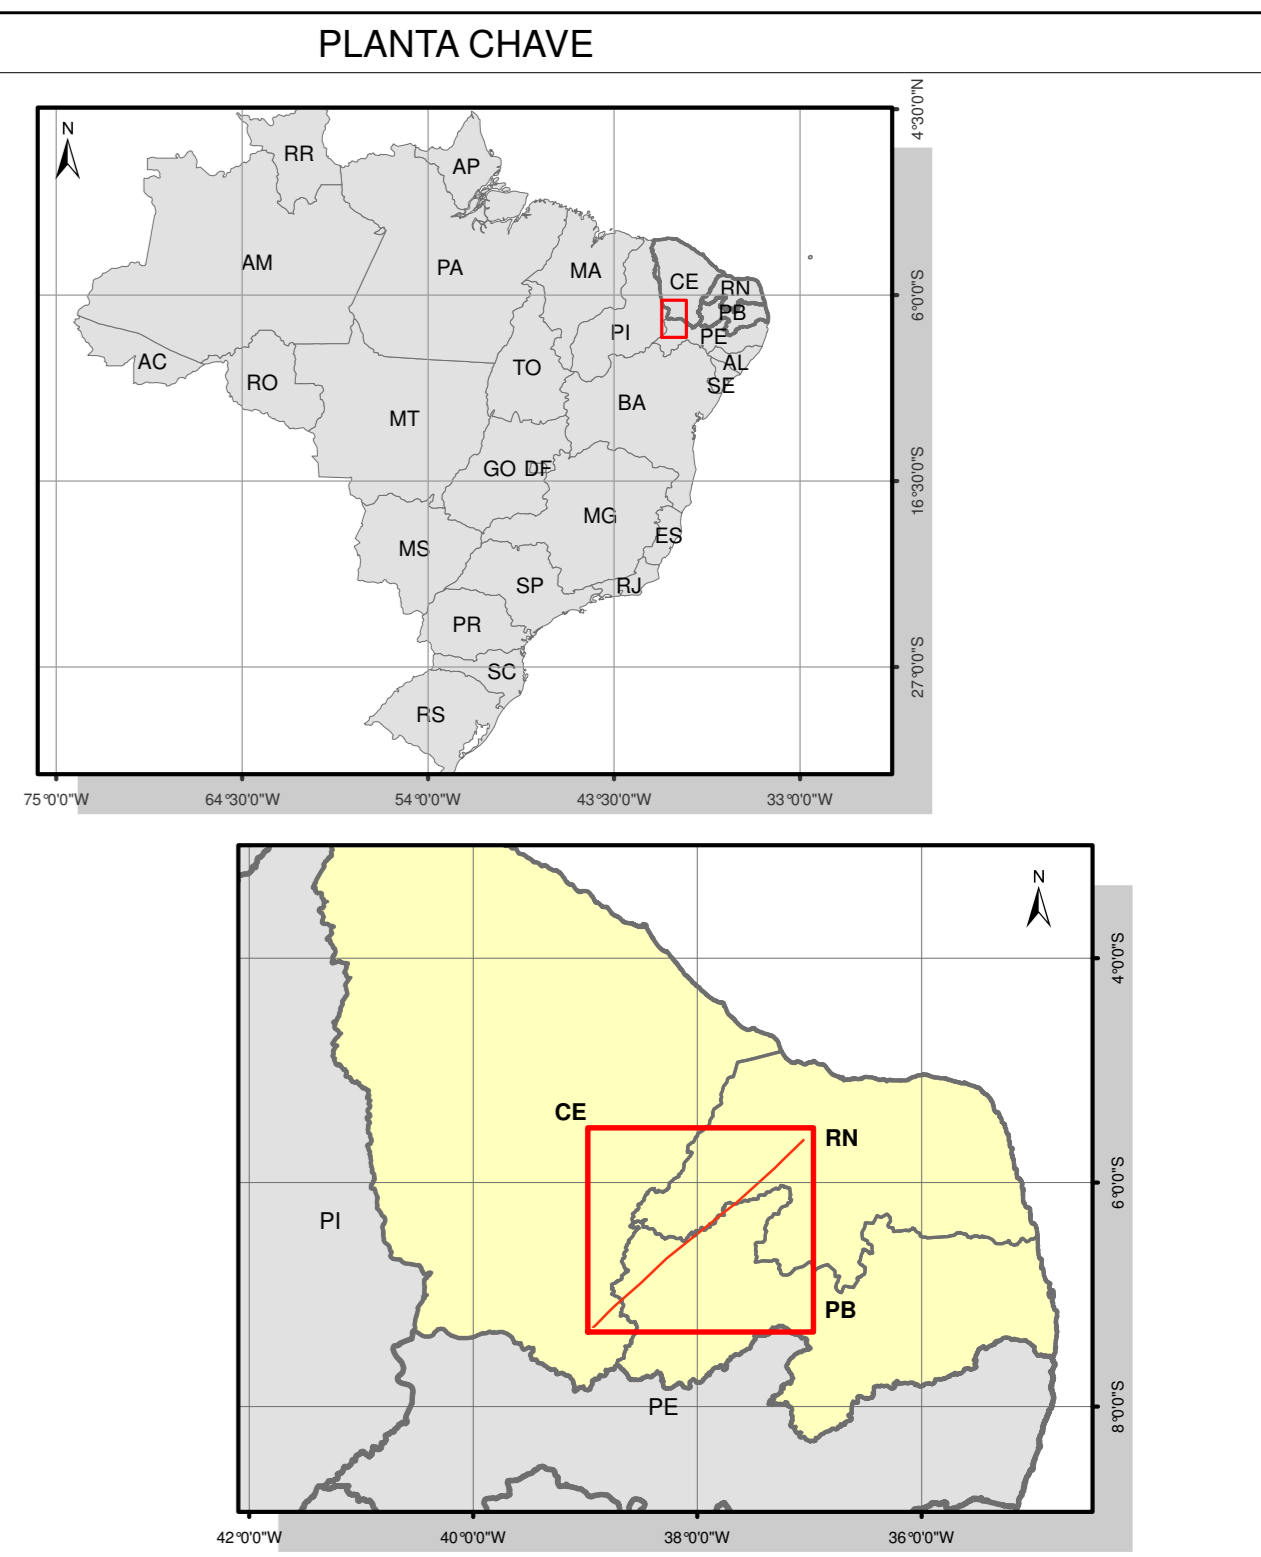 PLANTA CHAVE
4°30'0"N
N
RR
AP
AM
PA
MA
CE
RN
6°0'0"S
PB
PI
PE
AC
AL
TO
RO
SE
BA
MT
GO DF
16°30'0"S
MG
ES
MS
SP
RJ
PR
SC
27°0'0"S
RS
75°0'0"W 64°30'0"W 54°0'0"W 43°30'0"W 33°0'0"W
N
4°0'0"S
CE
RN
6°0'0"S
PI
PB
PE
8°0'0"S
42°0'0"W 40°0'0"W 38°0'0"W 36°0'0"W